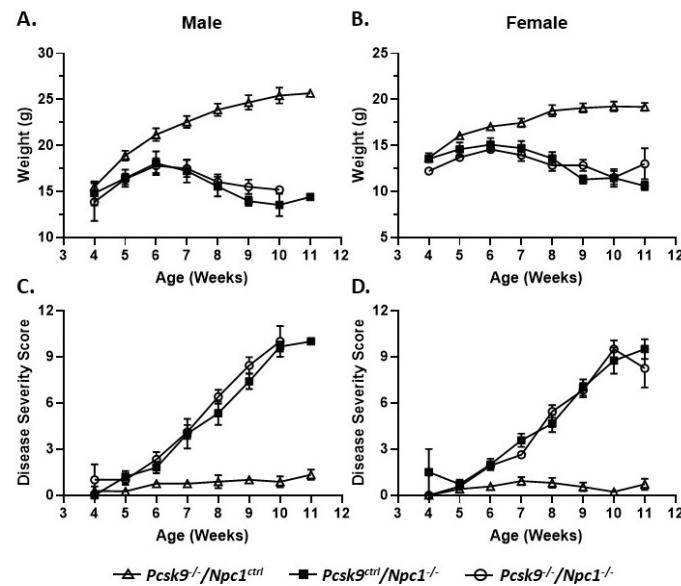 A. Male
B. Female
30
25
20
15
10
Weight (g)
3 4 5 6 7 8 9 10 11 12
Age (Weeks)
25
20
15
10
5
0
Weight (g)
3 4 5 6 7 8 9 10 11 12
Age (Weeks)
C.
12
9
6
3
0
Disease Severity Score
3 4 5 6 7 8 9 10 11 12
Age (Weeks)
D.
12
9
6
3
0
Disease Severity Score
3 4 5 6 7 8 9 10 11 12
Age (Weeks)
Pcsk9-/-/Npc1ctrl Pcsk9ctrl/Npc1-/- Pcsk9-/-/Npc1-/-